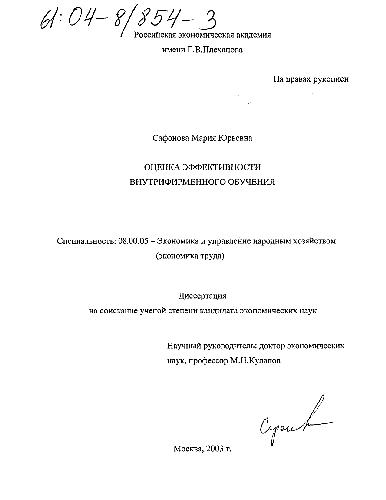 61:04-8/854-3
Российская экономическая академия
имени Г.В.Плеханова
На правах рукописи
Сафонова Мария Юрьевна
ОЦЕНКА ЭФФЕКТИВНОСТИ
ВНУТРИФИРМЕННОГО ОБУЧЕНИЯ
Специальность: 08.00.05 – Экономика и управление народным хозяйством
(экономика труда)
Диссертация
на соискание ученой степени кандидата экономических наук
Научный руководитель: доктор экономических
наук, профессор М.И.Кулапов
Москва, 2003 г.